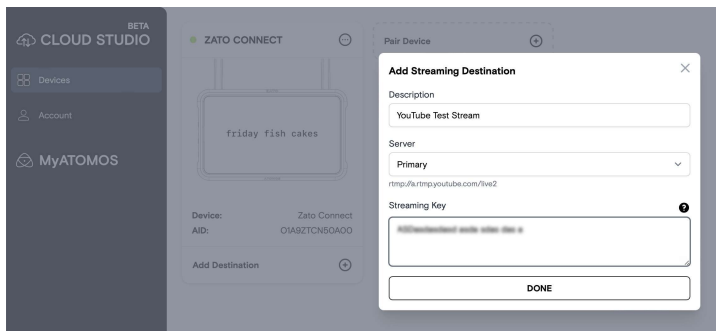 BETA
CLOUD STUDIO
Devices
Account
MyATOMOS
ZATO CONNECT
friday fish cakes
Device: Zato Connect
AID: O1A9ZTCN50A00
Add Destination
Pair Device
Add Streaming Destination
Description
YouTube Test Stream
Server
Primary
rtmp://a.rtmp.youtube.com/live2
Streaming Key
DONE